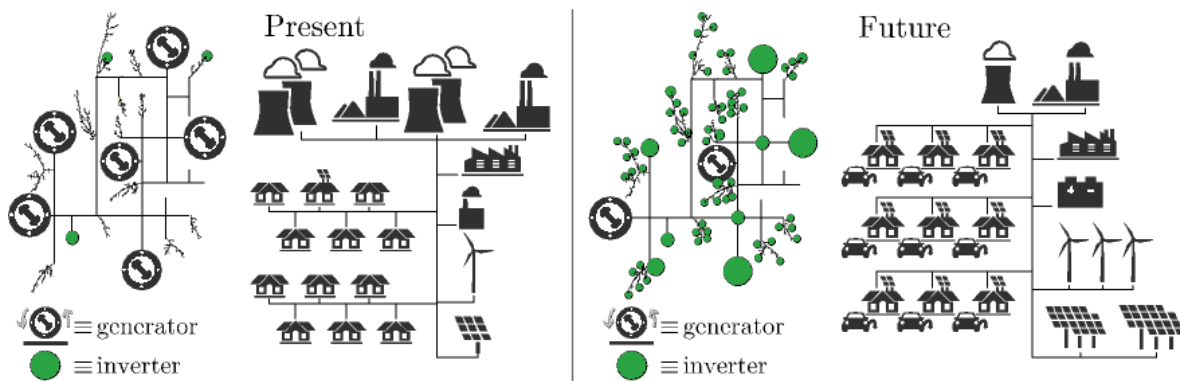 Present
≡ generator
≡ inverter
Future
≡ generator
≡ inverter